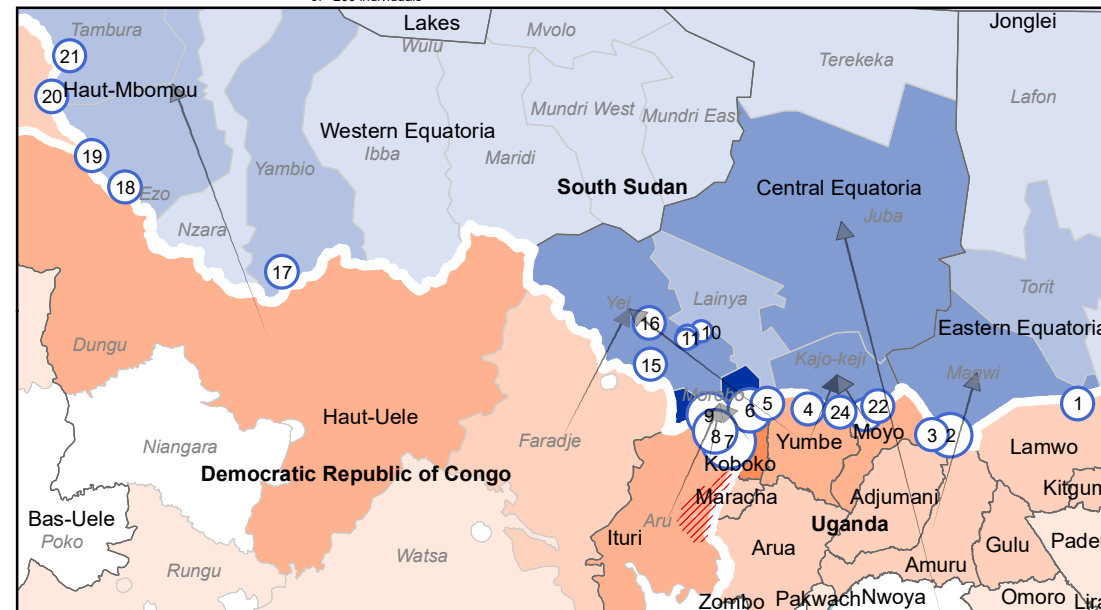 Lakes
Jonglei
Tambura
Wulu
Mvolo
Terekeka
21
20
Haut-Mbomou
Lafon
Mundri West
Mundri Eas
Western Equatoria
Ibba
Maridi
19
Yambio
18
Ezo
South Sudan
Central Equatoria
Juba
Nzara
17
Yei
Lainya
Torit
16
11
10
Eastern Equatoria
Dungu
15
Kajo-keji
Magwi
Morobo
9
6
5
4
24
22
1
Haut-Uele
8
7
Yumbe
Moyo
3
2
Niangara
Faradje
Koboko
Lamwo
Democratic Republic of Congo
Maracha
Adjumani
Kitgum
Bas-Uele
Poko
Aru
Uganda
Ituri
Arua
Gulu
Pade
Watsa
Rungu
Amuru
Zombo
Pakwach
Nwoya
Omoro
Lira